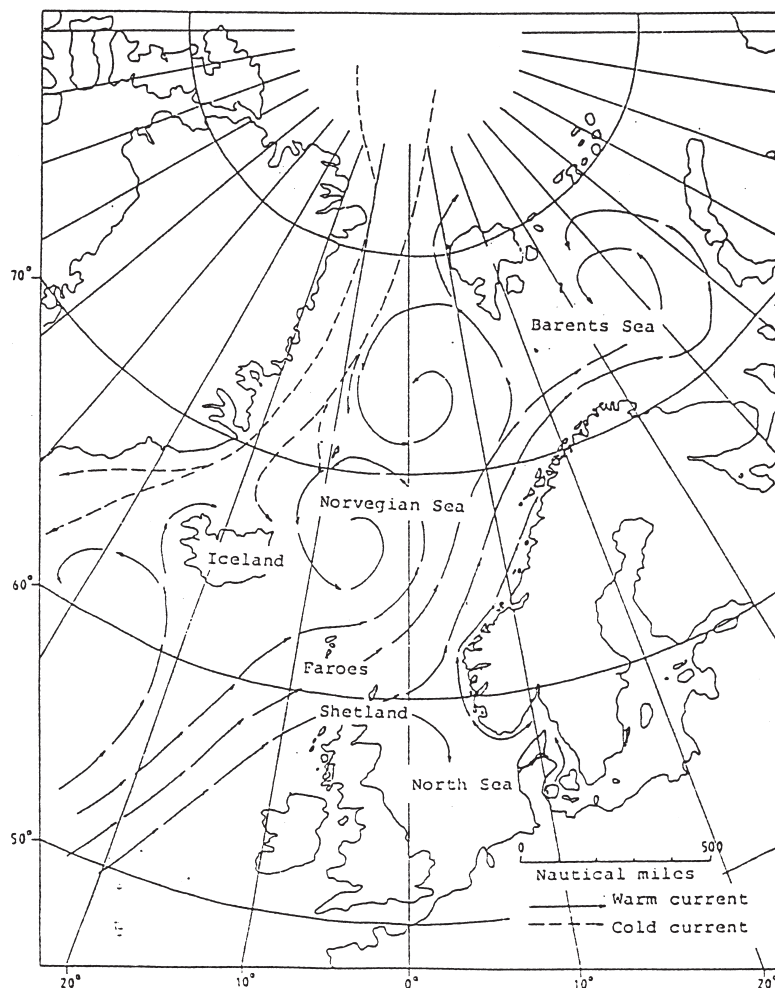 70°
Barents Sea
Norvegian Sea
Iceland
60°
Faroes
Shetland
North Sea
50°
0 500
Nautical milcs
Warm current
Cold current
20° 10° 0° 10° 20°